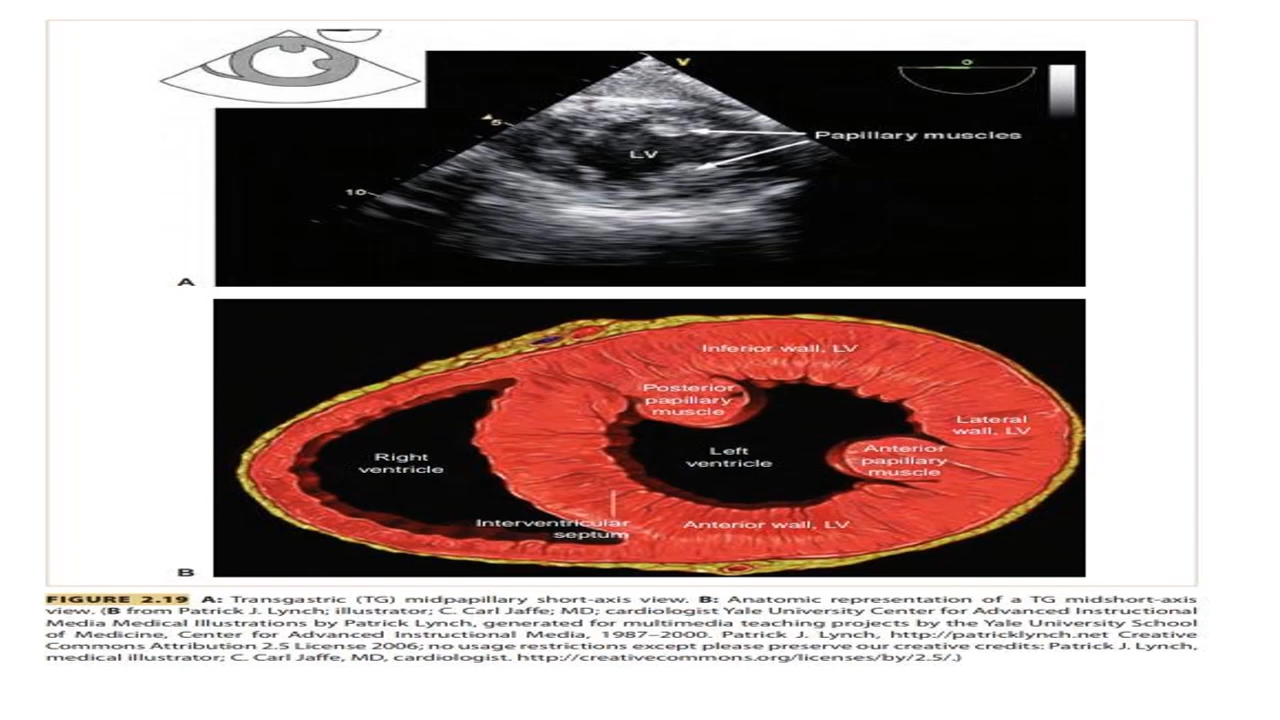 V
0
5
Papillary muscles
LV
10
A
Inferior wall, LV
Posterior
papillary
muscle
Lateral
wall, LV
Right
ventricle
Left
ventricle
Anterior
papillary
muscle
Interventricular
septum
Anterior wall, LV
B
FIGURE 2.19 A: Transgastric (TG) midpapillary short-axis view. B: Anatomic representation of a TG midshort-axis
view. (B from Patrick J. Lynch; illustrator; C. Carl Jaffe; MD; cardiologist Yale University Center for Advanced Instructional
Media Medical Illustrations by Patrick Lynch, generated for multimedia teaching projects by the Yale University School
of Medicine, Center for Advanced Instructional Media, 1987–2000. Patrick J. Lynch, http://patricklynch.net Creative
Commons Attribution 2.5 License 2006; no usage restrictions except please preserve our creative credits: Patrick J. Lynch,
medical illustrator; C. Carl Jaffe, MD, cardiologist. http://creativecommons.org/licenses/by/2.5/.)